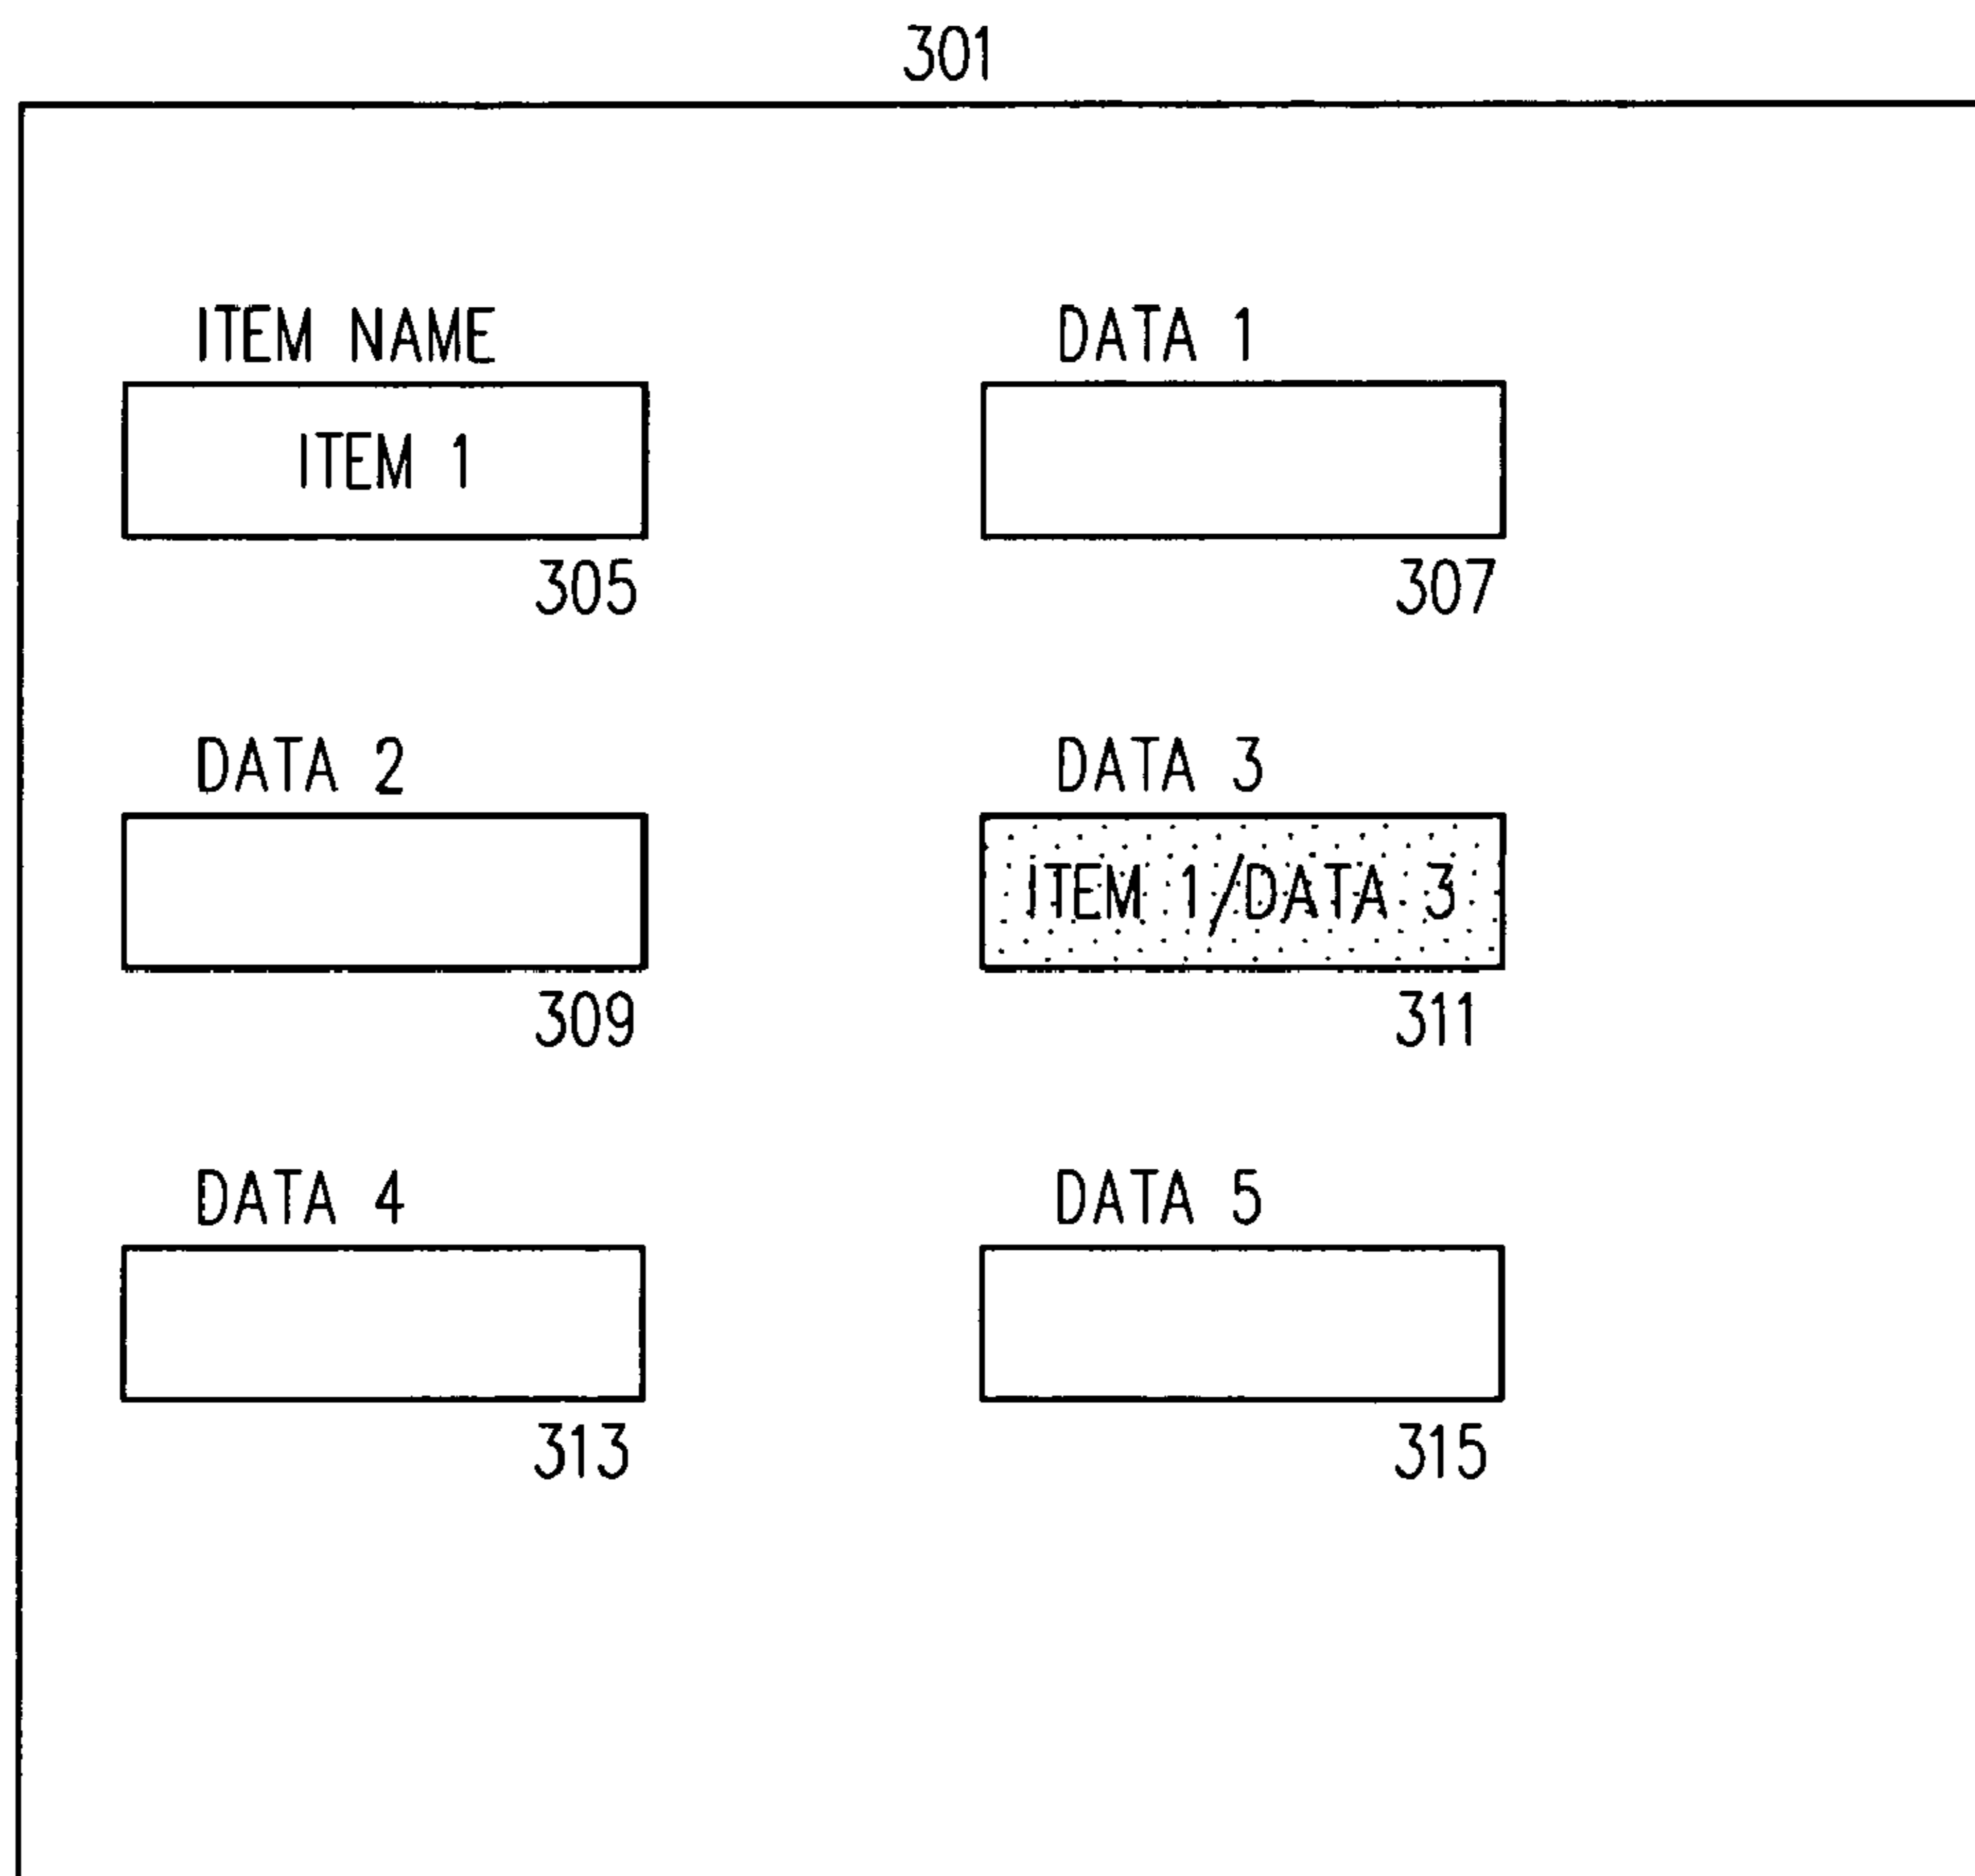 301
ITEM NAME DATA 1
ITEM 1
305 307
DATA 2 DATA 3
ITEM 1/DATA 3
309 311
DATA 4 DATA 5
313 315